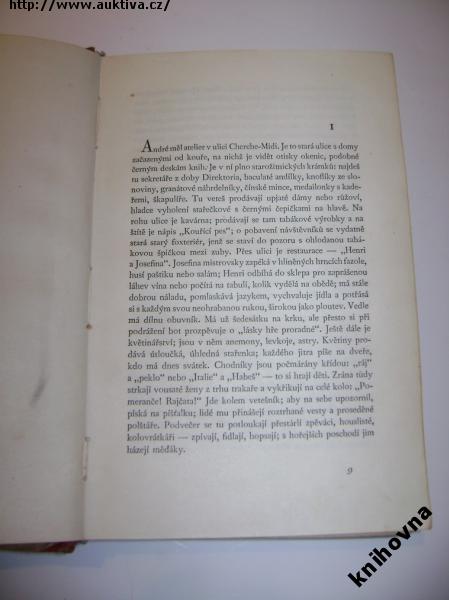 http://www.auktiva.cz/
I
André měl atelier v ulici Cherche-Midi. Je to stará ulice a domy
začazenými od kouře, na nichž je vidět otisky okenic, podobné
černým deskám knih. Je v ní plno starožitnických krámků: najdeš
tu sekretáře z doby Direktoria, baculaté andílky, knoflíky ze slo-
noviny, granátové náhrdelníky, čínské mince, medailonky s kade-
řemi, škapulíře. Tu veteš prodávají upjaté dámy nebo růžoví,
hladce vyholení stařečkové s černými čepičkami na hlavě. Na
rohu ulice je kavárna; prodávají se tam tabákové výrobky a na
štítě je nápis „Kouřící pes“; o pobavení návštěvníků se vydatně
stará starý foxteriér, jenž se staví do pozoru s ohlodanou tabá-
kovou špičkou mezi zuby. Přes ulici je restaurace — „Henri
a Josefina“. Josefina mistrovsky zapéká v hliněných hrncích fazole,
husí paštiku nebo salám; Henri odbíhá do sklepa pro zaprášenou
láhev vína nebo počítá na tabuli, kolik vydělal na obědě; má stále
dobrou náladu, pomlaskává jazykem, vychvaluje jídla a potřásá
si s každým svou neohrabanou rukou, širokou jako ploutev. Vedle
má dílnu obuvník. Má už šedesátku na krku, ale přesto si při
podrážení bot prozpěvuje o „lásky hře proradné“. Ještě dále je
květinářství; jsou v něm anemony, levkoje, astry. Květiny pro-
dává útloučká, úhledná stařenka; každého jitra píše na dveře,
kdo má dnes svátek. Chodníky jsou počmárány křídou: „ráj“
a „peklo“ nebo „Italie“ a „Habeš“ — to si hrají děti. Zrána tudy
strkají vousaté ženy z trhu trakaře a vykřikují na celé kolo: „Po-
meranče! Rajčata!“ Jde kolem vetešník; aby na sebe upozornil,
píská na píšťalku; lidé mu přinášejí roztrhané vesty a proseděné
polštáře. Podvečer se tu potloukají přestárlí zpěváci, houslisté,
kolovrátkáři — zpívají, fidlají, hopsají; s hořejších poschodí jim
házejí měďáky.
9
knihovna